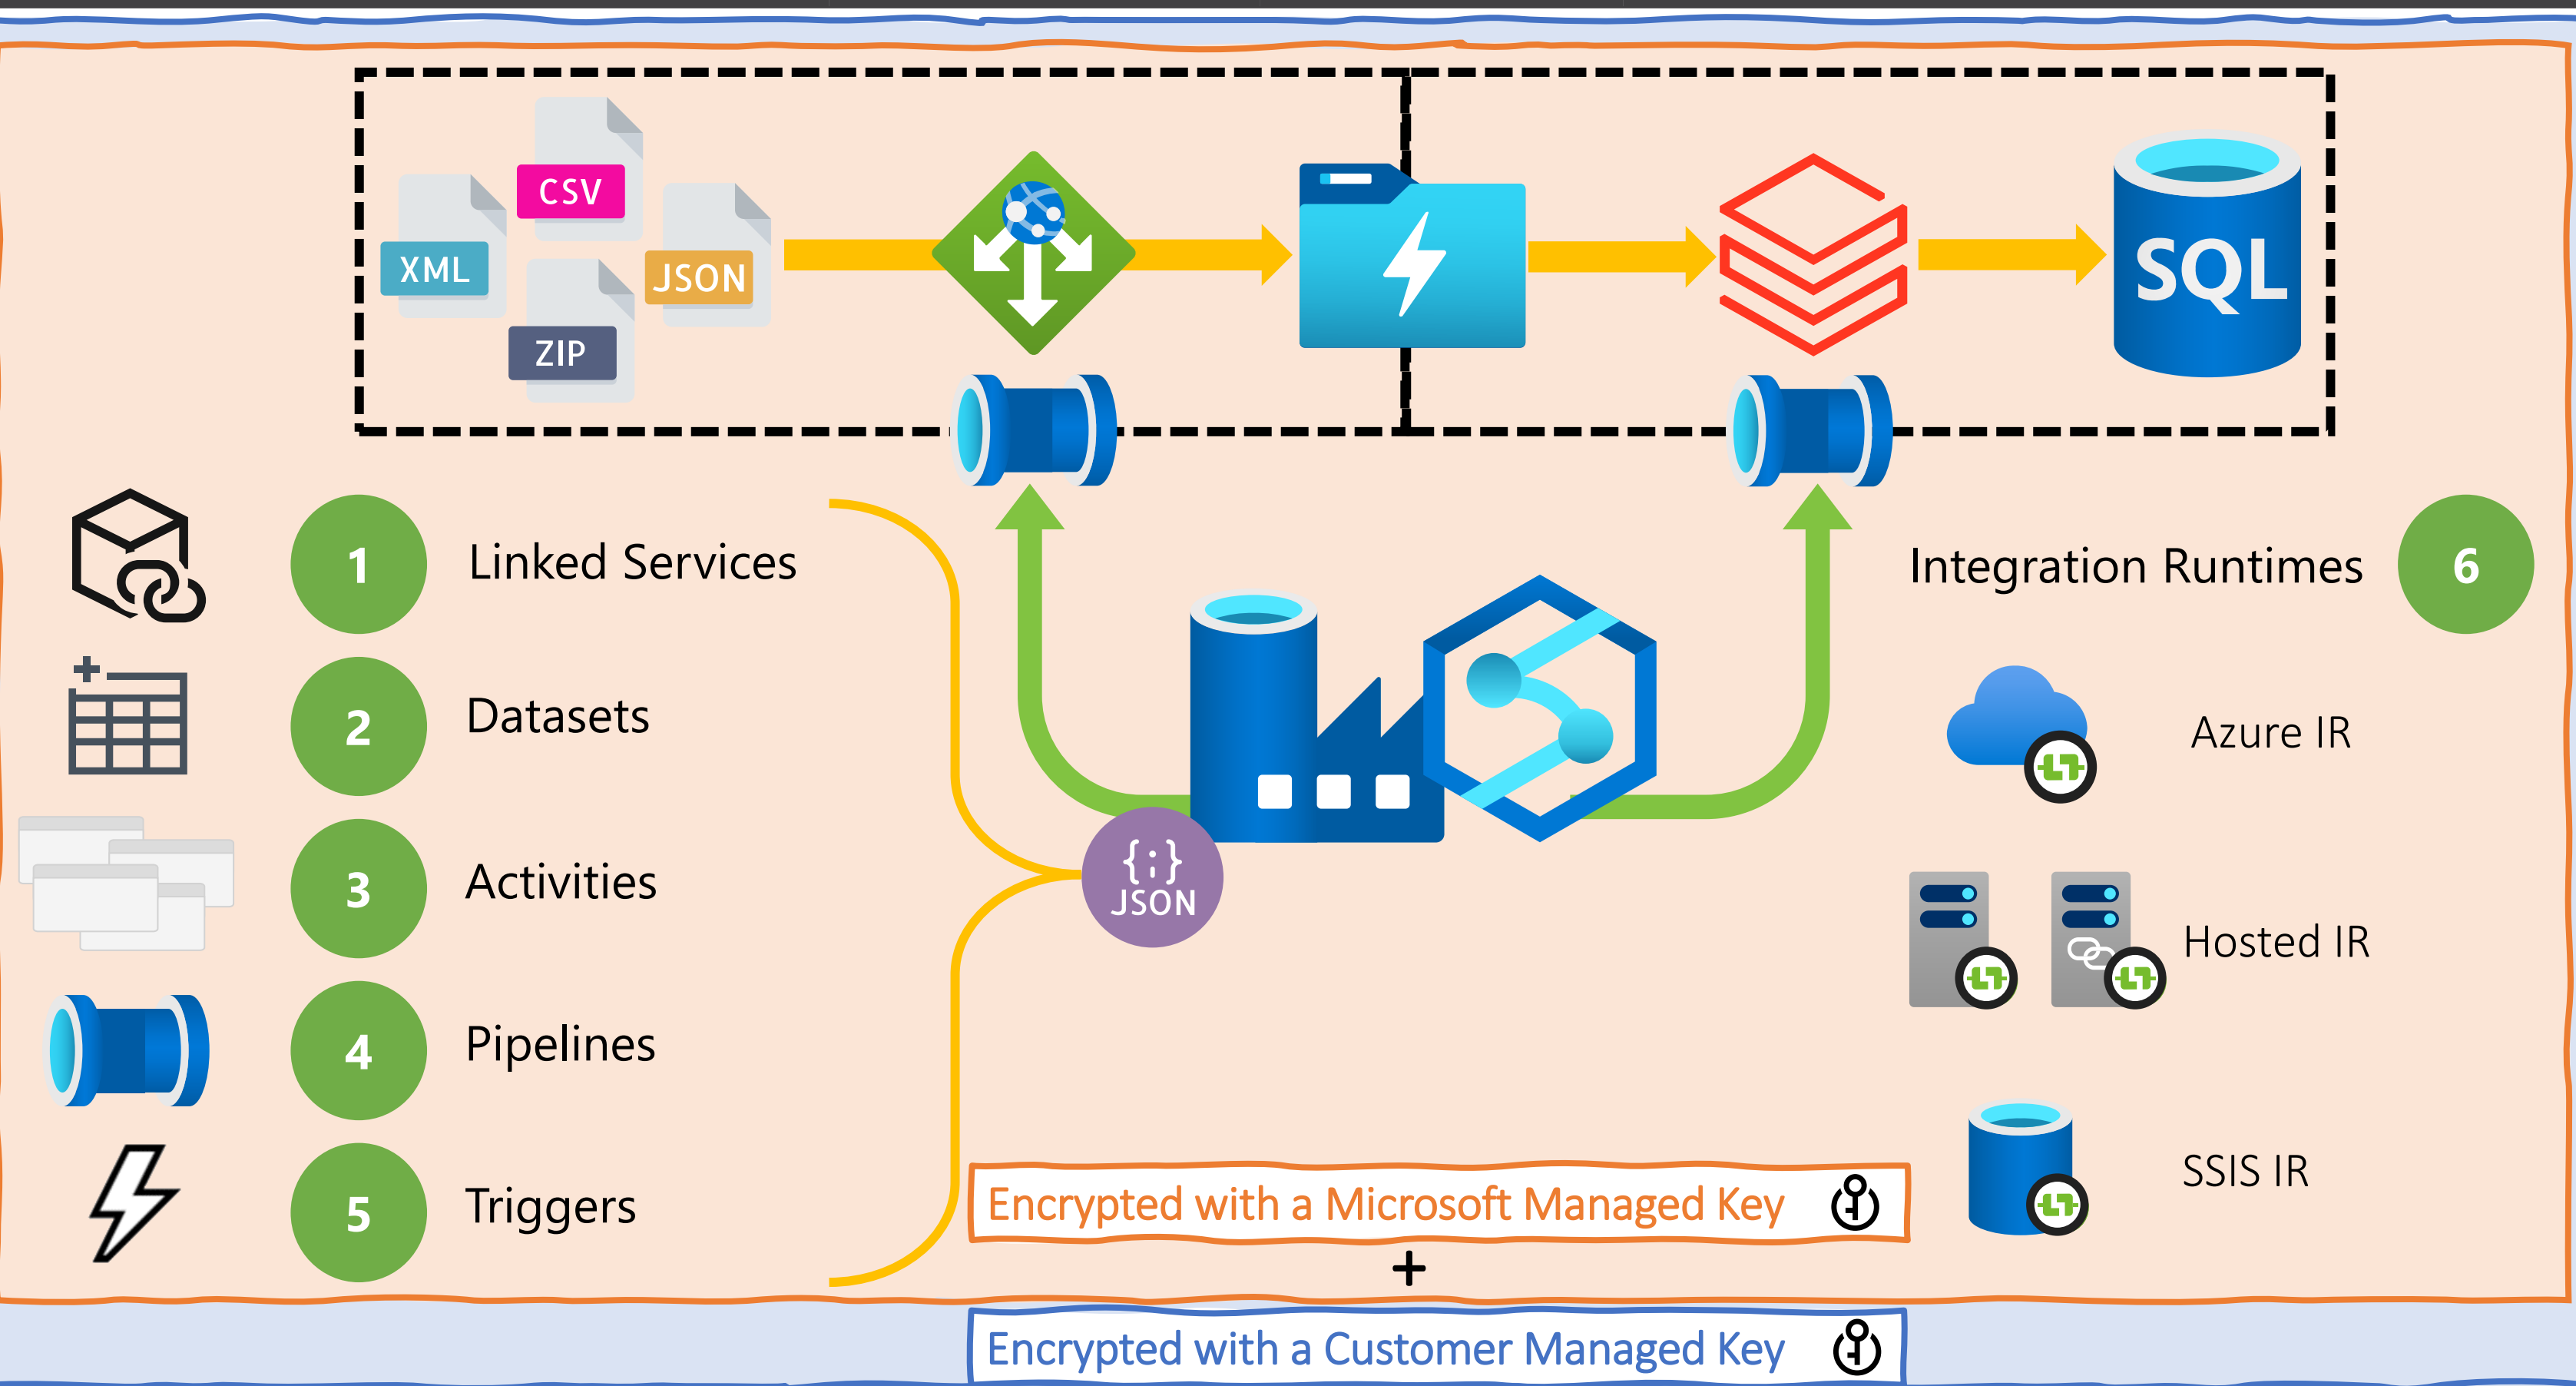 CSV
XML
JSON
ZIP
SQL
1
Linked Services
2
Datasets
3
Activities
4
Pipelines
5
Triggers
{;}
JSON
Integration Runtimes
6
Azure IR
Hosted IR
SSIS IR
Encrypted with a Microsoft Managed Key
+
Encrypted with a Customer Managed Key